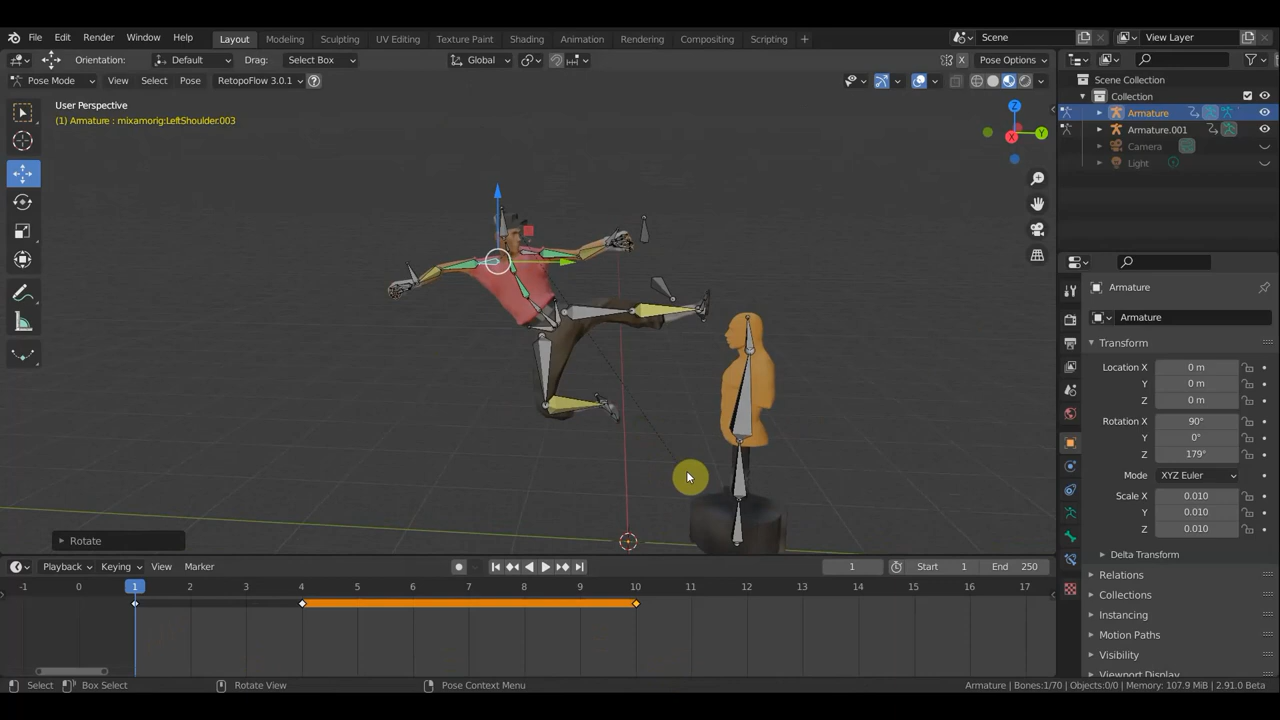 File Edit Render Window Help Layout Modeling Sculpting UV Editing Texture Paint Shading Animation Rendering Compositing Scripting + Scene View Layer
Orientation: Default Drag: Select Box Global X Pose Options
Pose Mode View Select Pose RetopoFlow 3.0.1 ?
User Perspective
(1) Armature : mixamorig:LeftShoulder.003
Z
Y
X
Rotate
Scene Collection
Collection
Armature
Armature.001
Camera
Light
Armature
Armature
Transform
Location X 0 m
Y 0 m
Z 0 m
Rotation X 90°
Y 0°
Z 179°
Mode XYZ Euler
Scale X 0.010
Y 0.010
Z 0.010
Delta Transform
Relations
Collections
Instancing
Motion Paths
Visibility
Viewport Display
Playback Keying View Marker 1 Start 1 End 250
-1 0 1 2 3 4 5 6 7 8 9 10 11 12 13 14 15 16 17
Select Box Select Rotate View Pose Context Menu Armature | Bones:1/70 | Objects:0/0 | Memory: 107.9 MiB | 2.91.0 Beta